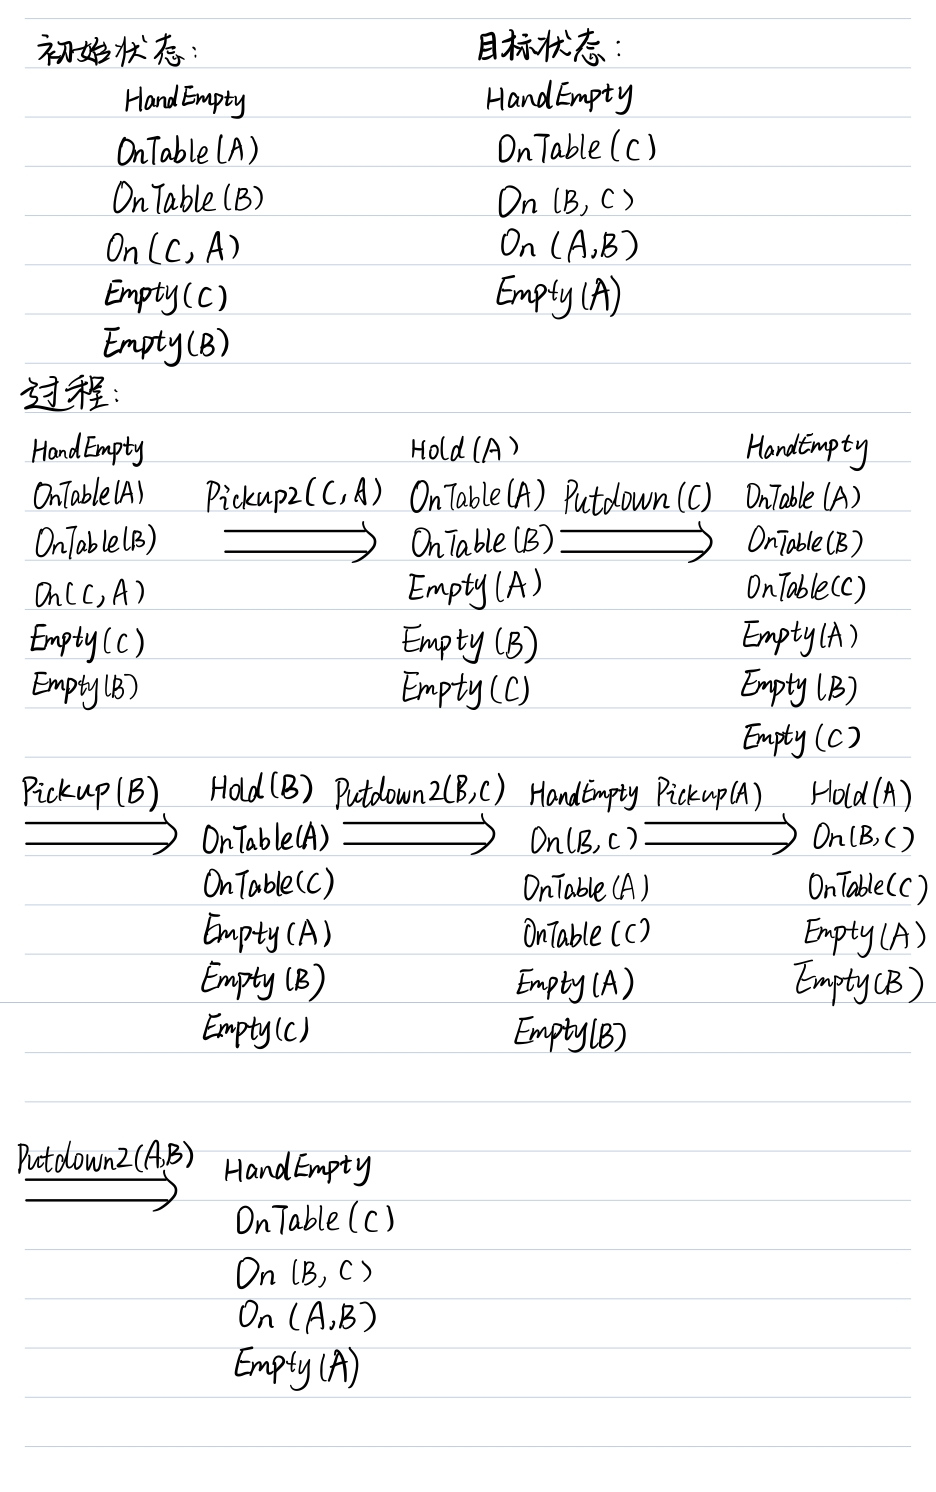 初始状态:
HandEmpty
OnTable(A)
OnTable(B)
On(C, A)
Empty(C)
Empty(B)
目标状态:
HandEmpty
OnTable(C)
On (B, C)
On (A,B)
Empty(A)
过程:
HandEmpty
OnTable(A)
OnTable(B)
On(C, A)
Empty(C)
Empty(B)
Pickup2(C, A)
Hold(A)
OnTable(A)
OnTable(B)
Empty(A)
Empty(B)
Empty(C)
Putdown(C)
HandEmpty
OnTable(A)
OnTable(B)
OnTable(C)
Empty(A)
Empty(B)
Empty(C)
Pickup(B)
Hold(B)
OnTable(A)
OnTable(C)
Empty(A)
Empty(B)
Empty(C)
Putdown2(B,C)
HandEmpty
On(B, C)
OnTable(A)
OnTable(C)
Empty(A)
Empty(B)
Pickup(A)
Hold(A)
On(B,C)
OnTable(C)
Empty(A)
Empty(B)
Putdown2(A,B)
HandEmpty
OnTable(C)
On (B, C)
On (A,B)
Empty(A)